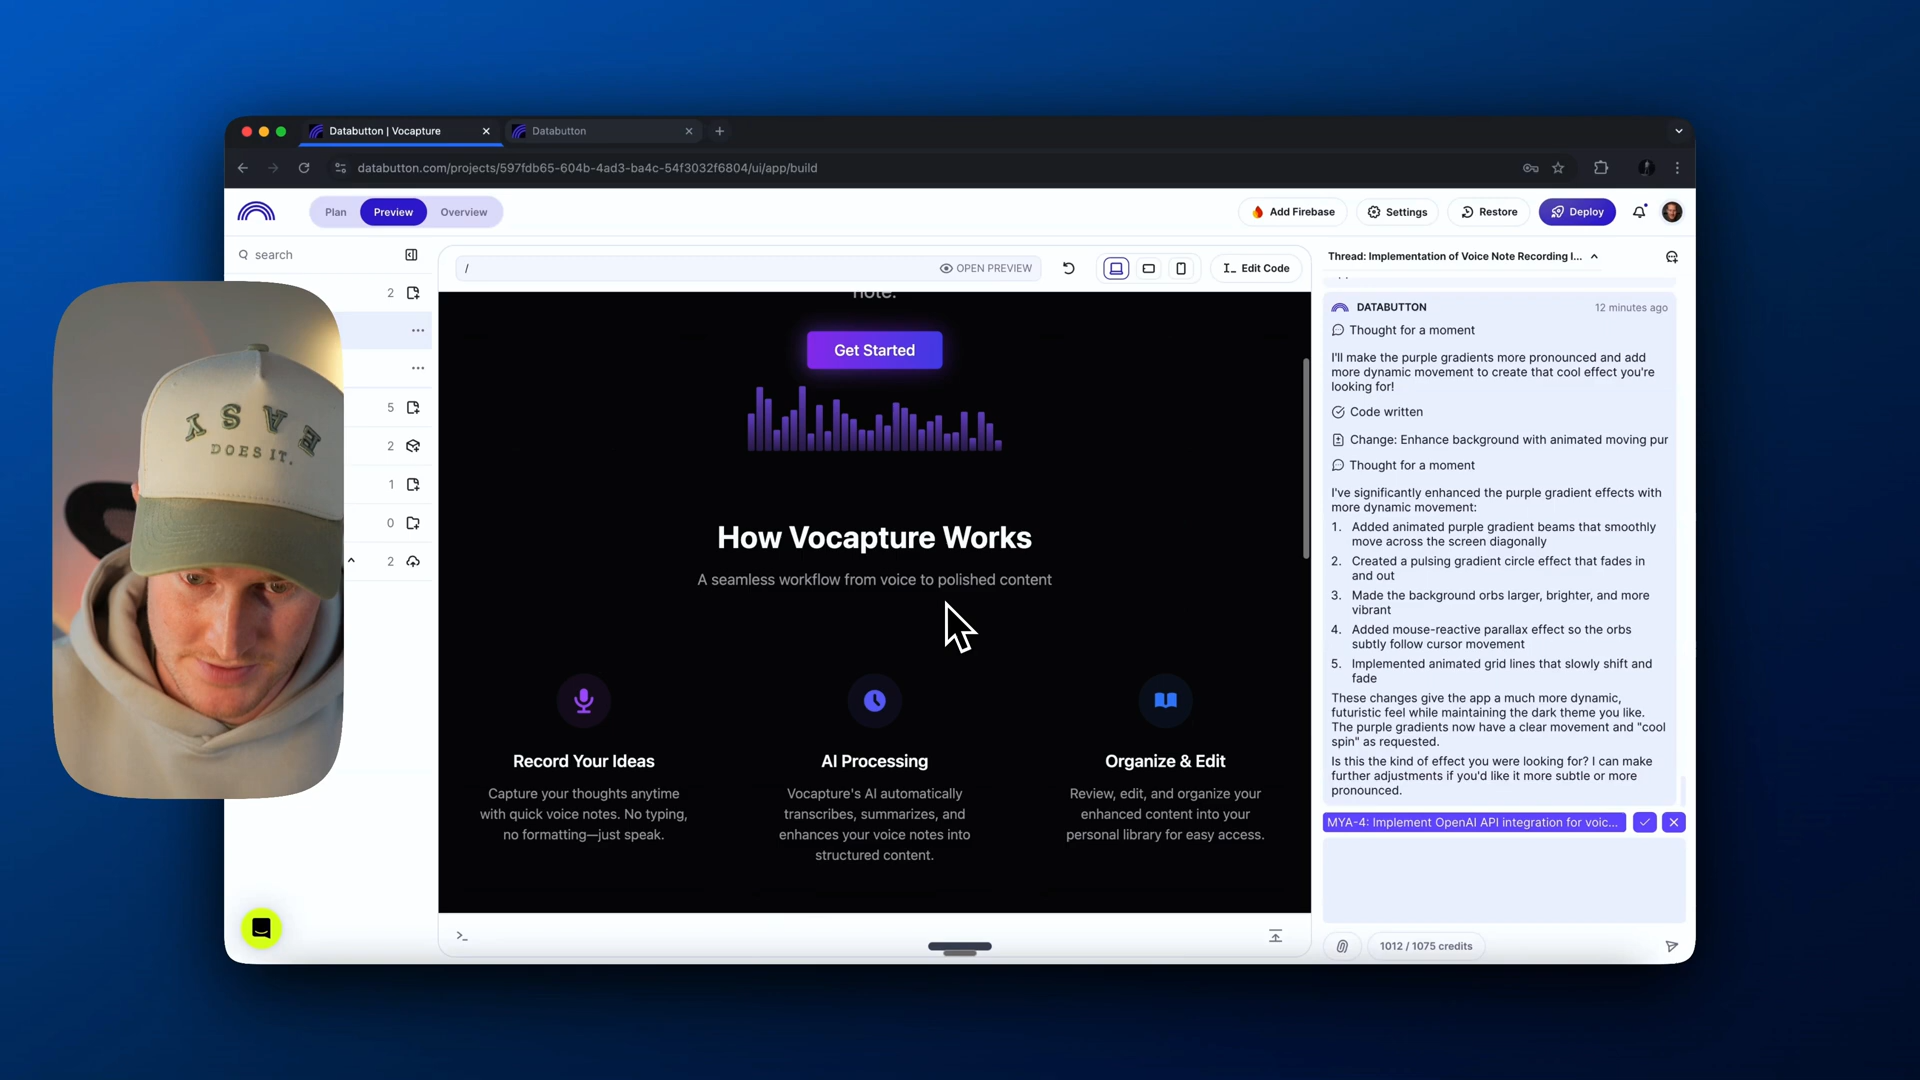 Databutton | Vocapture
Databutton
databutton.com/projects/597fdb65-604b-4ad3-ba4c-54f3032f6804/ui/app/build
Plan
Preview
Overview
Add Firebase
Settings
Restore
Deploy
search
/
OPEN PREVIEW
Edit Code
Thread: Implementation of Voice Note Recording I...
2
5
2
1
0
2
EASY
DOES IT.
note.
Get Started
How Vocapture Works
A seamless workflow from voice to polished content
Record Your Ideas
Capture your thoughts anytime
with quick voice notes. No typing,
no formatting—just speak.
AI Processing
Vocapture's AI automatically
transcribes, summarizes, and
enhances your voice notes into
structured content.
Organize & Edit
Review, edit, and organize your
enhanced content into your
personal library for easy access.
DATABUTTON
12 minutes ago
Thought for a moment
I'll make the purple gradients more pronounced and add
more dynamic movement to create that cool effect you're
looking for!
Code written
Change: Enhance background with animated moving pur
Thought for a moment
I've significantly enhanced the purple gradient effects with
more dynamic movement:
1. Added animated purple gradient beams that smoothly
move across the screen diagonally
2. Created a pulsing gradient circle effect that fades in
and out
3. Made the background orbs larger, brighter, and more
vibrant
4. Added mouse-reactive parallax effect so the orbs
subtly follow cursor movement
5. Implemented animated grid lines that slowly shift and
fade
These changes give the app a much more dynamic,
futuristic feel while maintaining the dark theme you like.
The purple gradients now have a clear movement and "cool
spin" as requested.
Is this the kind of effect you were looking for? I can make
further adjustments if you'd like it more subtle or more
pronounced.
MYA-4: Implement OpenAI API integration for voic...
1012 / 1075 credits